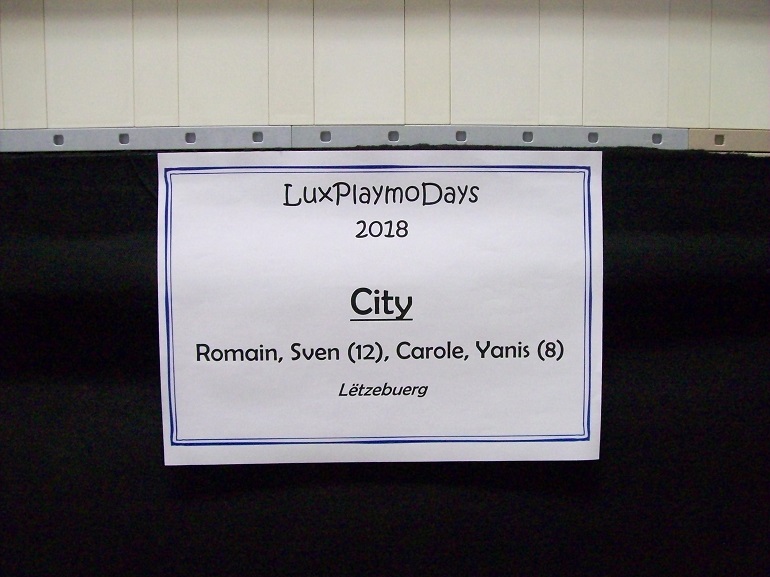 LuxPlaymoDays
2018
City
Romain, Sven (12), Carole, Yanis (8)
Lëtzebuerg